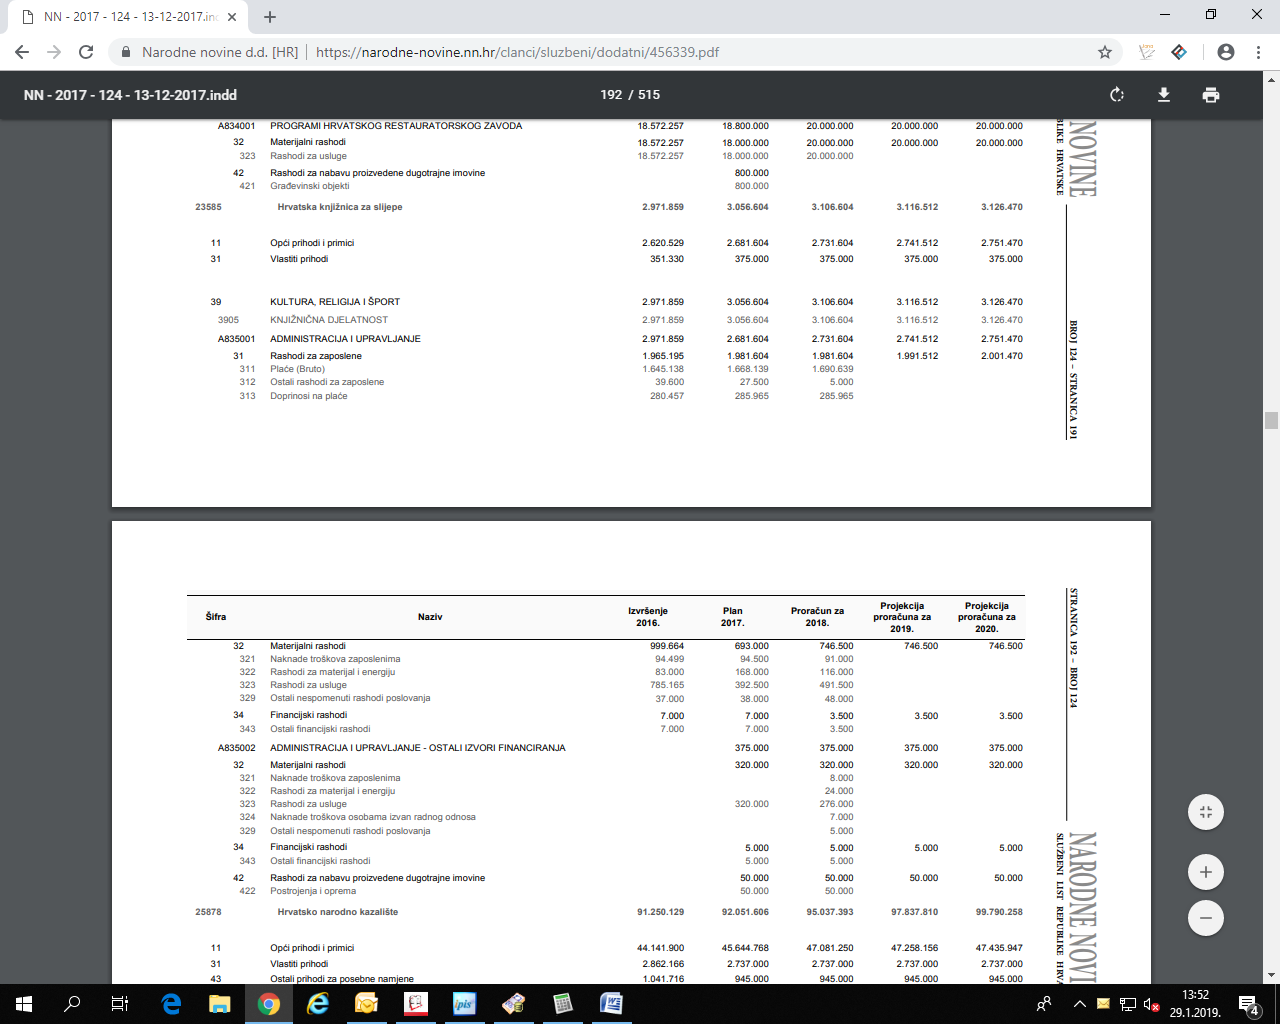 NN - 2017 - 124 - 13-12-2017.in
Narodne novine d.d. [HR] https://narodne-novine.nn.hr/clanci/sluzbeni/dodatni/456339.pdf
NN - 2017 - 124 - 13-12-2017.indd 192 / 515
A834001 PROGRAMI HRVATSKOG RESTAURATORSKOG ZAVODA 18.572.257 18.800.000 20.000.000 20.000.000 20.000.000
32 Materijalni rashodi 18.572.257 18.000.000 20.000.000 20.000.000 20.000.000
323 Rashodi za usluge 18.572.257 18.000.000 20.000.000
42 Rashodi za nabavu proizvedene dugotrajne imovine 800.000
421 Građevinski objekti 800.000
23585 Hrvatska knjižnica za slijepe 2.971.859 3.056.604 3.106.604 3.116.512 3.126.470
11 Opći prihodi i primici 2.620.529 2.681.604 2.731.604 2.741.512 2.751.470
31 Vlastiti prihodi 351.330 375.000 375.000 375.000 375.000
39 KULTURA, RELIGIJA I ŠPORT 2.971.859 3.056.604 3.106.604 3.116.512 3.126.470
3905 KNJIŽNIČNA DJELATNOST 2.971.859 3.056.604 3.106.604 3.116.512 3.126.470
A835001 ADMINISTRACIJA I UPRAVLJANJE 2.971.859 2.681.604 2.731.604 2.741.512 2.751.470
31 Rashodi za zaposlene 1.965.195 1.981.604 1.981.604 1.991.512 2.001.470
311 Plaće (Bruto) 1.645.138 1.668.139 1.690.639
312 Ostali rashodi za zaposlene 39.600 27.500 5.000
313 Doprinosi na plaće 280.457 285.965 285.965
NOVINE
BLIKE HRVATSKE
BROJ 124 – STRANICA 191
Šifra Naziv Izvršenje 2016. Plan 2017. Proračun za 2018. Projekcija proračuna za 2019. Projekcija proračuna za 2020.
32 Materijalni rashodi 999.664 693.000 746.500 746.500 746.500
321 Naknade troškova zaposlenima 94.499 94.500 91.000
322 Rashodi za materijal i energiju 83.000 168.000 116.000
323 Rashodi za usluge 785.165 392.500 491.500
329 Ostali nespomenuti rashodi poslovanja 37.000 38.000 48.000
34 Financijski rashodi 7.000 7.000 3.500 3.500 3.500
343 Ostali financijski rashodi 7.000 7.000 3.500
A835002 ADMINISTRACIJA I UPRAVLJANJE - OSTALI IZVORI FINANCIRANJA 375.000 375.000 375.000 375.000
32 Materijalni rashodi 320.000 320.000 320.000 320.000
321 Naknade troškova zaposlenima 8.000
322 Rashodi za materijal i energiju 24.000
323 Rashodi za usluge 320.000 276.000
324 Naknade troškova osobama izvan radnog odnosa 7.000
329 Ostali nespomenuti rashodi poslovanja 5.000
34 Financijski rashodi 5.000 5.000 5.000 5.000
343 Ostali financijski rashodi 5.000 5.000
42 Rashodi za nabavu proizvedene dugotrajne imovine 50.000 50.000 50.000 50.000
422 Postrojenja i oprema 50.000 50.000
25878 Hrvatsko narodno kazalište 91.250.129 92.051.606 95.037.393 97.837.810 99.790.258
11 Opći prihodi i primici 44.141.900 45.644.768 47.081.250 47.258.156 47.435.947
31 Vlastiti prihodi 2.862.166 2.737.000 2.737.000 2.737.000 2.737.000
43 Ostali prihodi za posebne namjene 1.041.716 945.000 945.000 945.000 945.000
STRANICA 192 – BROJ 124
NARODNE NOVI
SLUŽBENI LIST REPUBLIKE HRVA
13:52
29.1.2019.
4